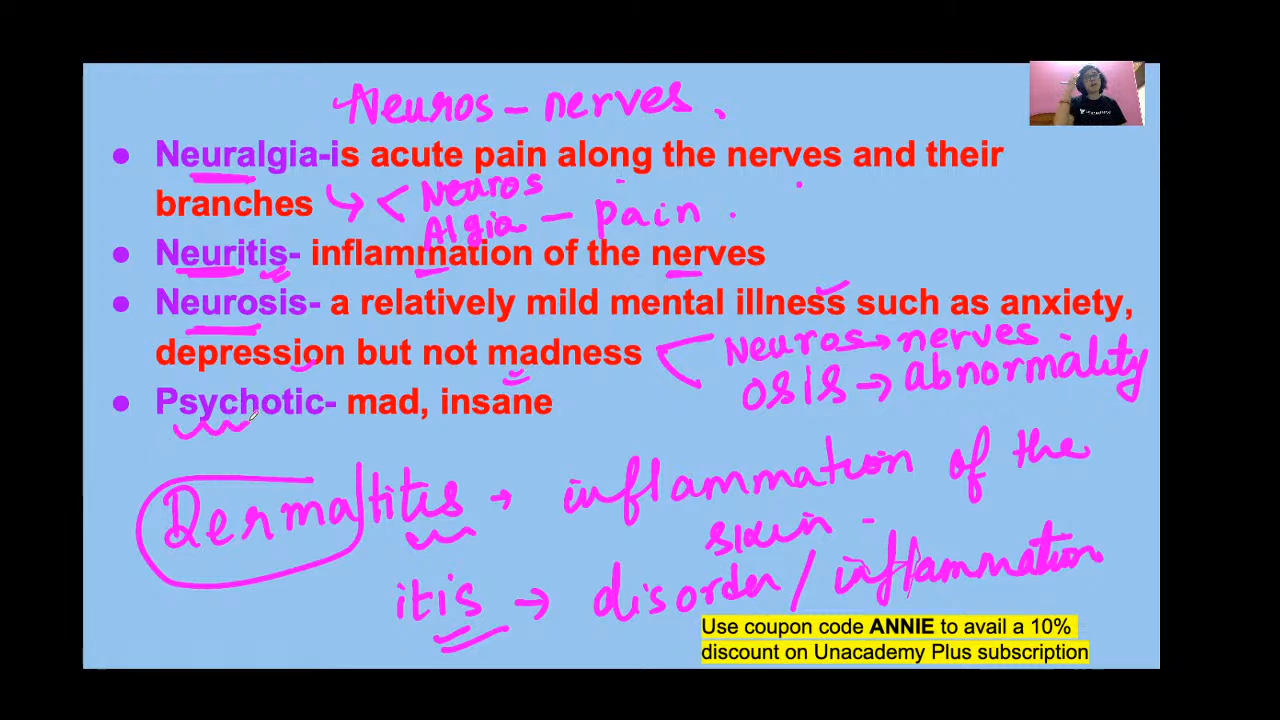 Neuros - nerves.
● Neuralgia-is acute pain along the nerves and their
branches
Neuros
Algia - pain.
● Neuritis- inflammation of the nerves
● Neurosis- a relatively mild mental illness such as anxiety,
depression but not madness
Neuros → nerves
osis → abnormality
● Psychotic- mad, insane
Dermatitis → inflammation of the
skin
itis → disorder / inflammation
Use coupon code ANNIE to avail a 10%
discount on Unacademy Plus subscription